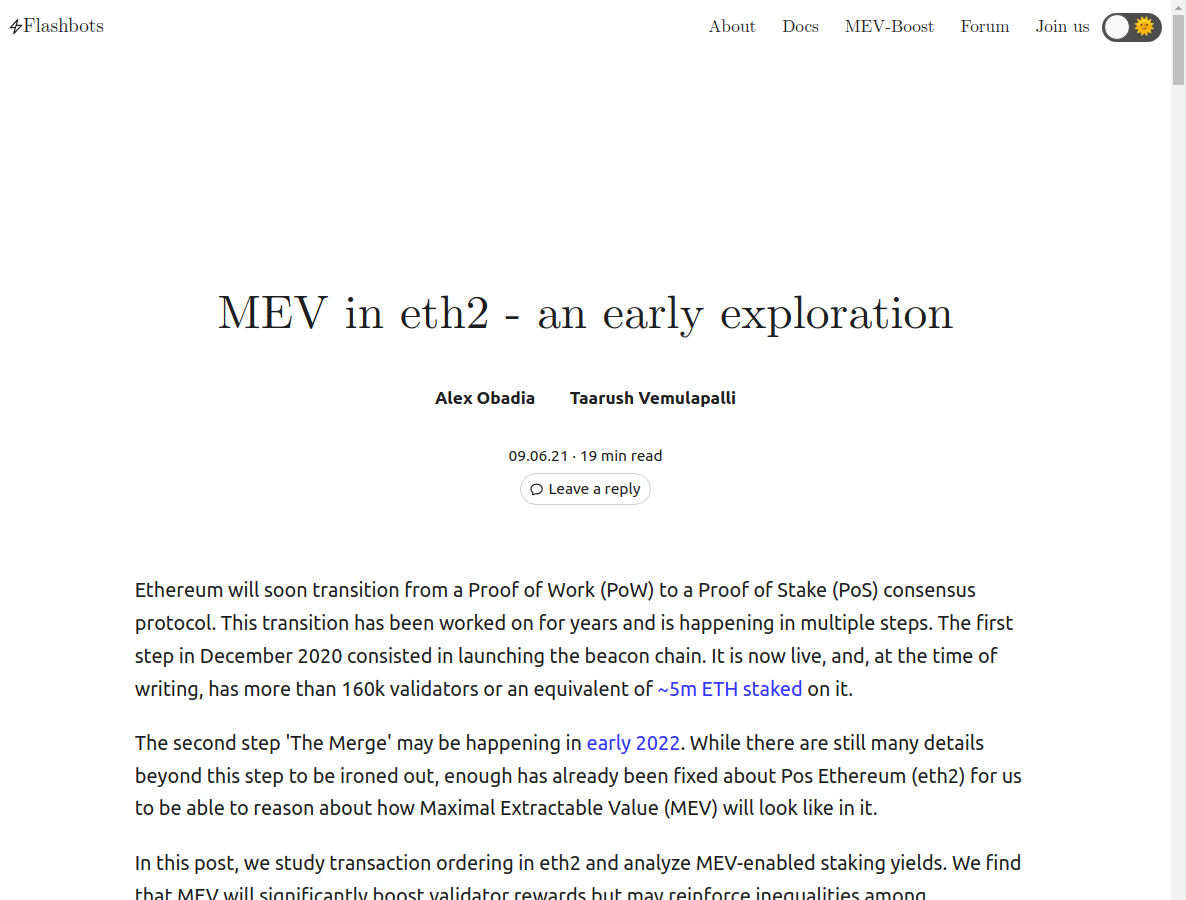 Flashbots
About Docs MEV-Boost Forum Join us
MEV in eth2 - an early exploration
Alex Obadia Taarush Vemulapalli
09.06.21 · 19 min read
Leave a reply
Ethereum will soon transition from a Proof of Work (PoW) to a Proof of Stake (PoS) consensus
protocol. This transition has been worked on for years and is happening in multiple steps. The first
step in December 2020 consisted in launching the beacon chain. It is now live, and, at the time of
writing, has more than 160k validators or an equivalent of ~5m ETH staked on it.
The second step 'The Merge' may be happening in early 2022. While there are still many details
beyond this step to be ironed out, enough has already been fixed about Pos Ethereum (eth2) for us
to be able to reason about how Maximal Extractable Value (MEV) will look like in it.
In this post, we study transaction ordering in eth2 and analyze MEV-enabled staking yields. We find
that MEV will significantly boost validator rewards but may reinforce inequalities among